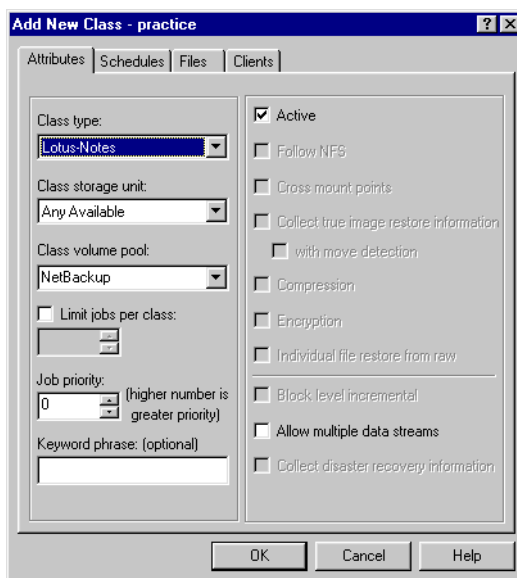 Add New Class - practice
Attributes Schedules Files Clients
Class type:
Lotus-Notes
Class storage unit:
Any Available
Class volume pool:
NetBackup
Limit jobs per class:
Job priority:
0
(higher number is
greater priority)
Keyword phrase: (optional)
Active
Follow NFS
Cross mount points
Collect true image restore information
with move detection
Compression
Encryption
Individual file restore from raw
Block level incremental
Allow multiple data streams
Collect disaster recovery information
OK Cancel Help